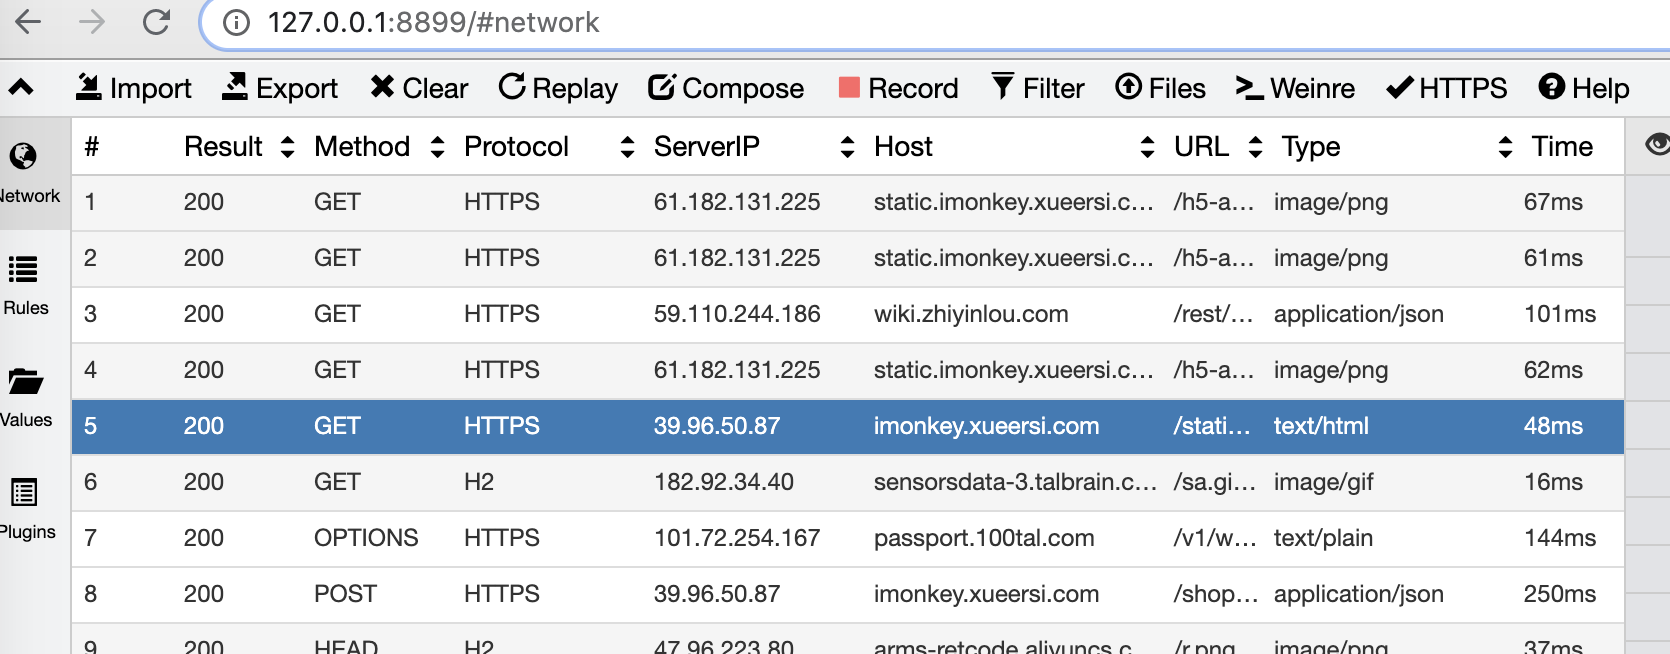 127.0.0.1:8899/#network
Import Export Clear Replay Compose Record Filter Files Weinre HTTPS Help
# Result Method Protocol ServerIP Host URL Type Time
1 200 GET HTTPS 61.182.131.225 static.imonkey.xueersi.c... /h5-a... image/png 67ms
Network
2 200 GET HTTPS 61.182.131.225 static.imonkey.xueersi.c... /h5-a... image/png 61ms
Rules
3 200 GET HTTPS 59.110.244.186 wiki.zhiyinlou.com /rest/... application/json 101ms
4 200 GET HTTPS 61.182.131.225 static.imonkey.xueersi.c... /h5-a... image/png 62ms
Values
5 200 GET HTTPS 39.96.50.87 imonkey.xueersi.com /stati... text/html 48ms
6 200 GET H2 182.92.34.40 sensorsdata-3.talbrain.c... /sa.gi... image/gif 16ms
Plugins
7 200 OPTIONS HTTPS 101.72.254.167 passport.100tal.com /v1/w... text/plain 144ms
8 200 POST HTTPS 39.96.50.87 imonkey.xueersi.com /shop... application/json 250ms
9 200 HEAD H2 47.96.223.80 arms-retcode.aliyuncs.c... /r.png... image/png 37ms